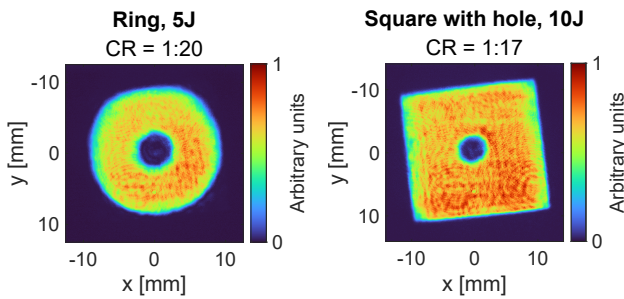 Ring, 5J
CR = 1:20
-10
0
10
y [mm]
-10
0
10
x [mm]
1
0
Arbitrary units
Square with hole, 10J
CR = 1:17
-10
0
10
y [mm]
-10
0
10
x [mm]
1
0
Arbitrary units